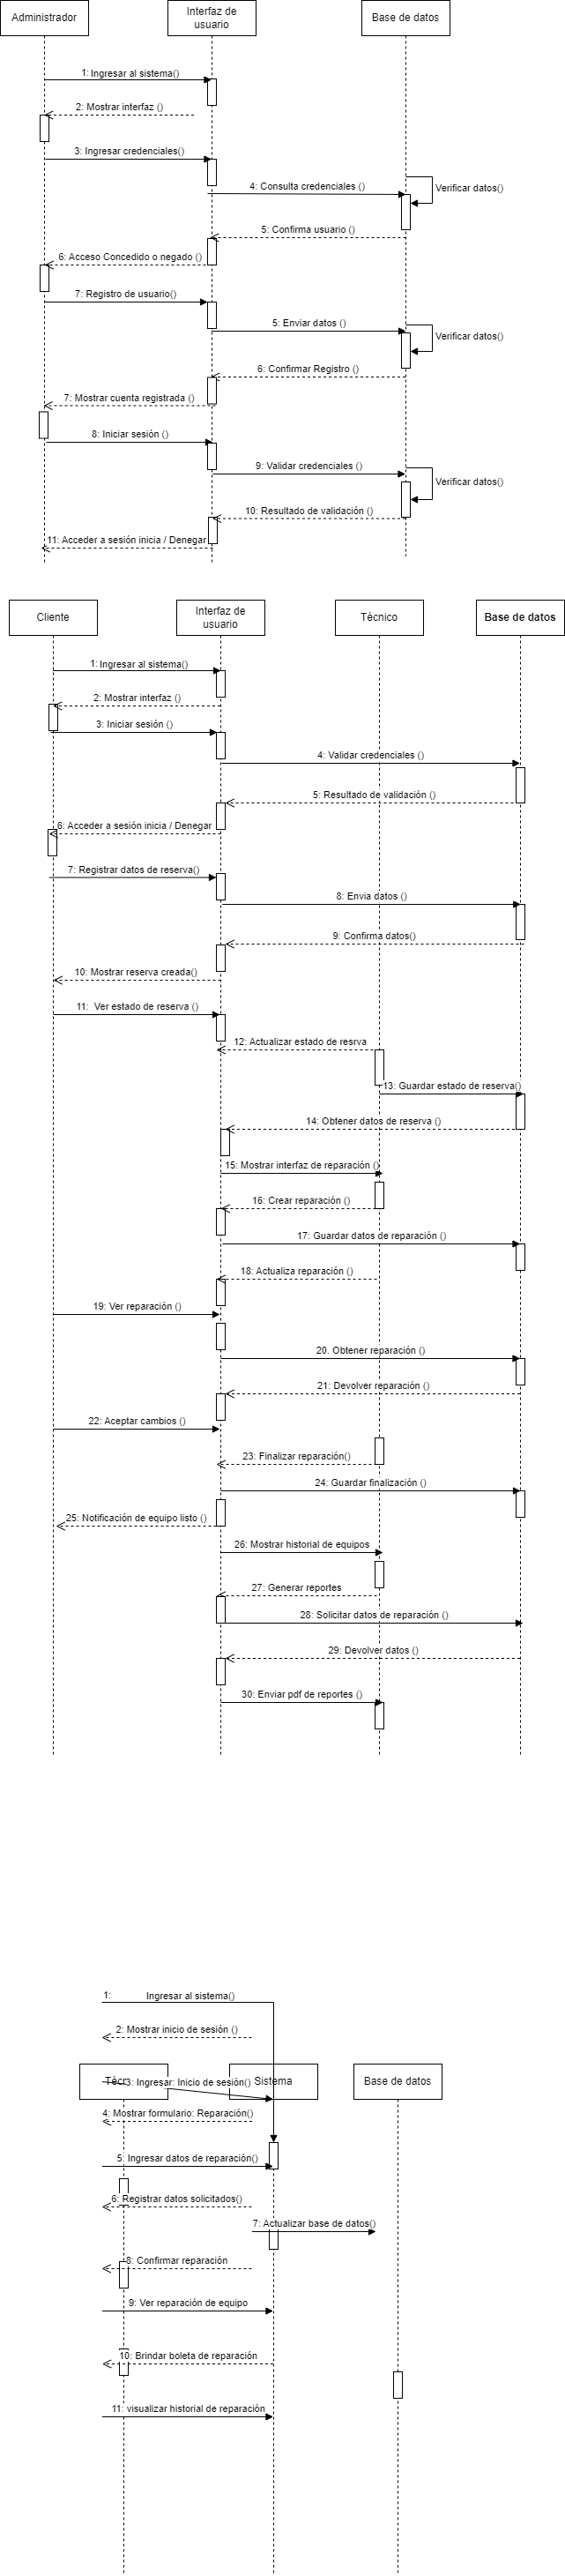 Administrador
Interfaz de
usuario
Base de datos
1: Ingresar al sistema()
2: Mostrar interfaz ()
3: Ingresar credenciales()
4: Consulta credenciales ()
Verificar datos()
5: Confirma usuario ()
6: Acceso Concedido o negado ()
7: Registro de usuario()
5: Enviar datos ()
Verificar datos()
6: Confirmar Registro ()
7: Mostrar cuenta registrada ()
8: Iniciar sesión ()
9: Validar credenciales ()
Verificar datos()
10: Resultado de validación ()
11: Acceder a sesión inicia / Denegar
Cliente
Interfaz de
usuario
Técnico
Base de datos
1: Ingresar al sistema()
2: Mostrar interfaz ()
3: Iniciar sesión ()
4: Validar credenciales ()
5: Resultado de validación ()
6: Acceder a sesión inicia / Denegar
7: Registrar datos de reserva()
8: Envia datos ()
9: Confirma datos()
10: Mostrar reserva creada()
11: Ver estado de reserva ()
12: Actualizar estado de resrva
13: Guardar estado de reserva()
14: Obtener datos de reserva ()
15: Mostrar interfaz de reparación ()
16: Crear reparación ()
17: Guardar datos de reparación ()
18: Actualiza reparación ()
19: Ver reparación ()
20. Obtener reparación ()
21: Devolver reparación ()
22: Aceptar cambios ()
23: Finalizar reparación()
24: Guardar finalización ()
25: Notificación de equipo listo ()
26: Mostrar historial de equipos
27: Generar reportes
28: Solicitar datos de reparación ()
29: Devolver datos ()
30: Enviar pdf de reportes ()
1: Ingresar al sistema()
2: Mostrar inicio de sesión ()
Sistema
Base de datos
3: Ingresar: Inicio de sesión()
4: Mostrar formulario: Reparación()
5: Ingresar datos de reparación()
6: Registrar datos solicitados()
7: Actualizar base de datos()
8: Confirmar reparación
9: Ver reparación de equipo
10: Brindar boleta de reparación
11: visualizar historial de reparación